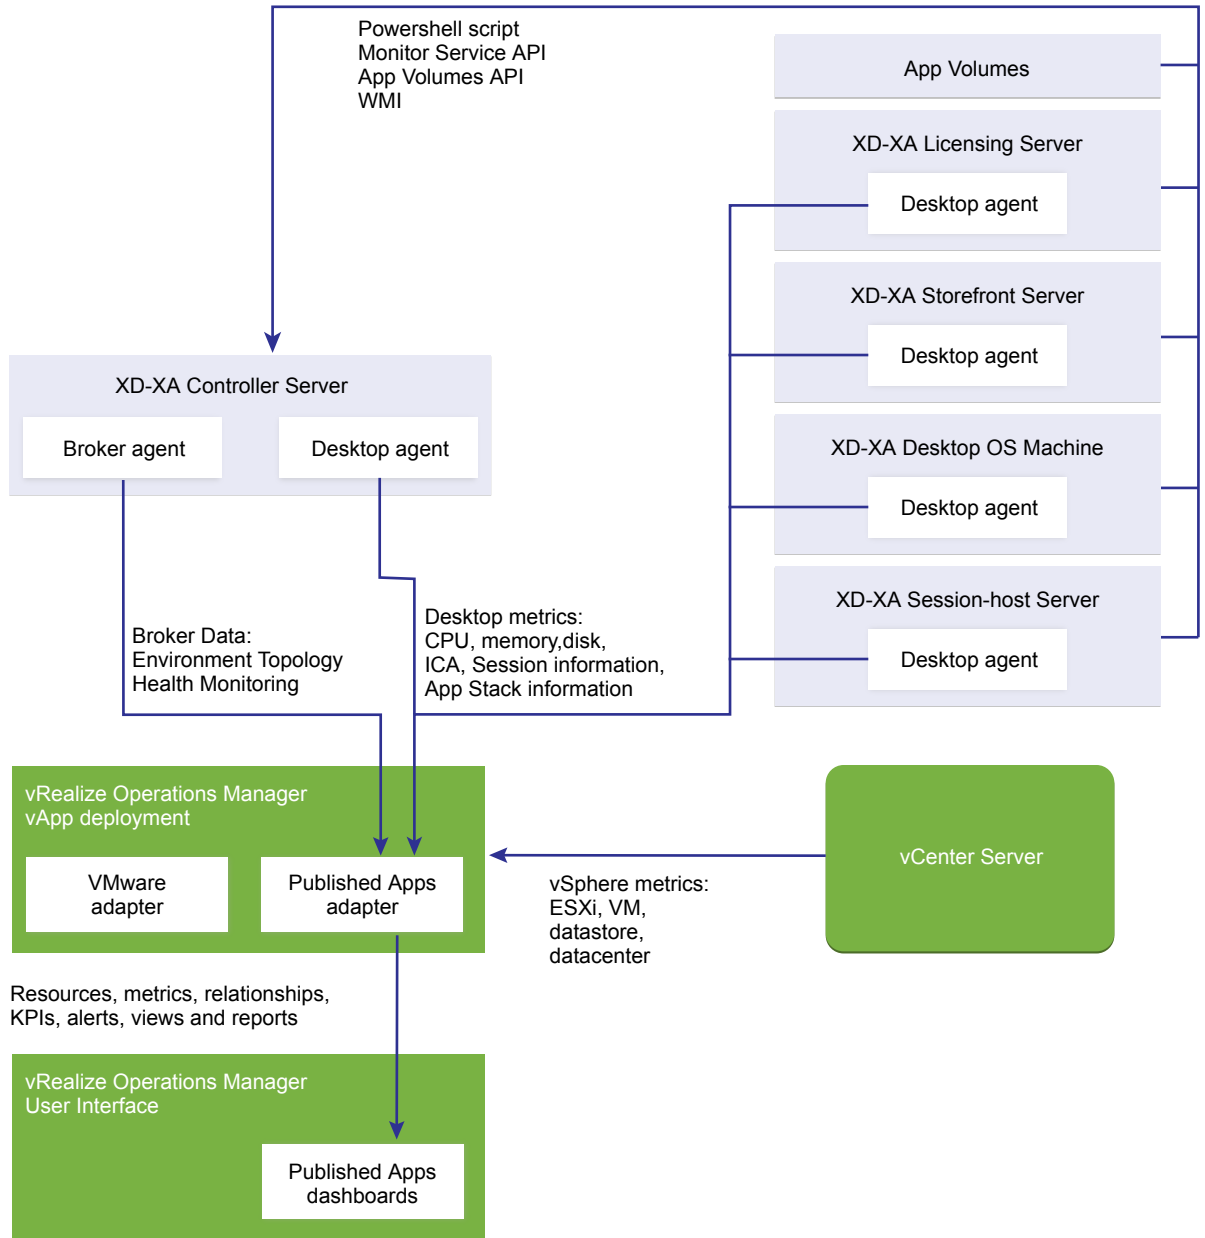 Powershell script
Monitor Service API
App Volumes API
WMI
App Volumes
XD-XA Licensing Server
Desktop agent
XD-XA Storefront Server
Desktop agent
XD-XA Controller Server
Broker agent
Desktop agent
XD-XA Desktop OS Machine
Desktop agent
XD-XA Session-host Server
Desktop agent
Broker Data:
Environment Topology
Health Monitoring
Desktop metrics:
CPU, memory,disk,
ICA, Session information,
App Stack information
vRealize Operations Manager
vApp deployment
VMware
adapter
Published Apps
adapter
vCenter Server
vSphere metrics:
ESXi, VM,
datastore,
datacenter
Resources, metrics, relationships,
KPIs, alerts, views and reports
vRealize Operations Manager
User Interface
Published Apps
dashboards